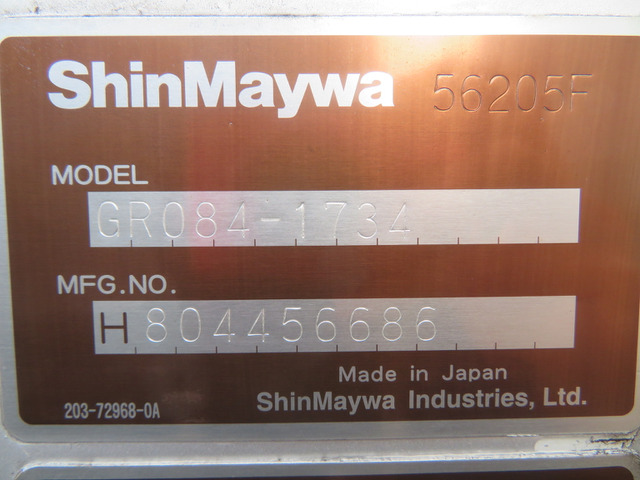 ShinMaywa 56205F
MODEL
GR084-1734
MFG.NO.
H804456686
Made in Japan
203-72968-0A ShinMaywa Industries, Ltd.